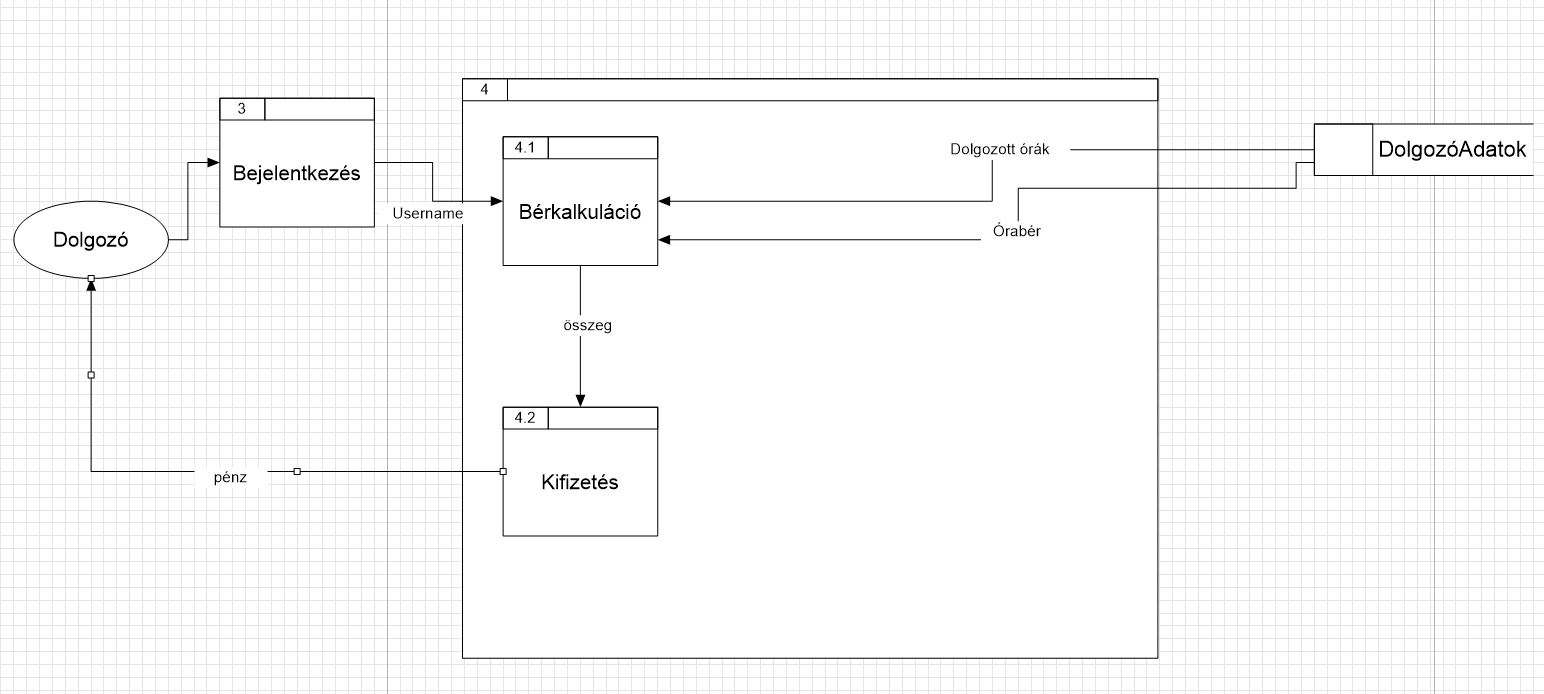 4
3
4.1
Bejelentkezés
Dolgozott órák
DolgozóAdatok
Username
Bérkalkuláció
Dolgozó
Órabér
összeg
4.2
pénz
Kifizetés